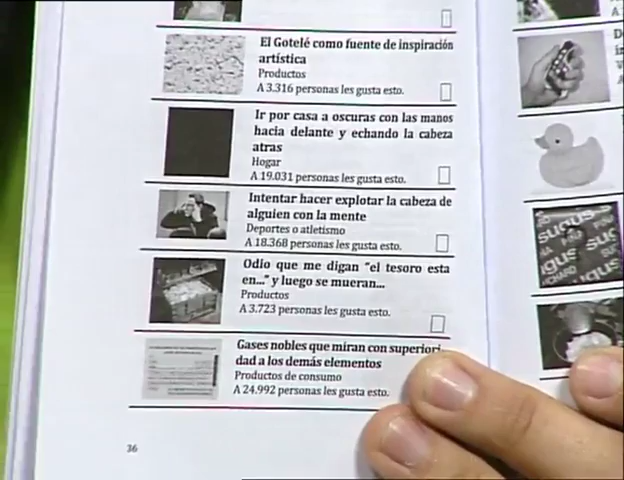 El Gotelé como fuente de inspiración
artística
Productos
A 3.316 personas les gusta esto.
Ir por casa a oscuras con las manos
hacia delante y echando la cabeza
atras
Hogar
A 19.031 personas les gusta esto.
Intentar hacer explotar la cabeza de
alguien con la mente
Deportes o atletismo
A 18.368 personas les gusta esto.
Odio que me digan "el tesoro esta
en..." y luego se mueran...
Productos
A 3.723 personas les gusta esto.
Gases nobles que miran con superiori-
dad a los demás elementos
Productos de consumo
A 24.992 personas les gusta esto.
36
sugus